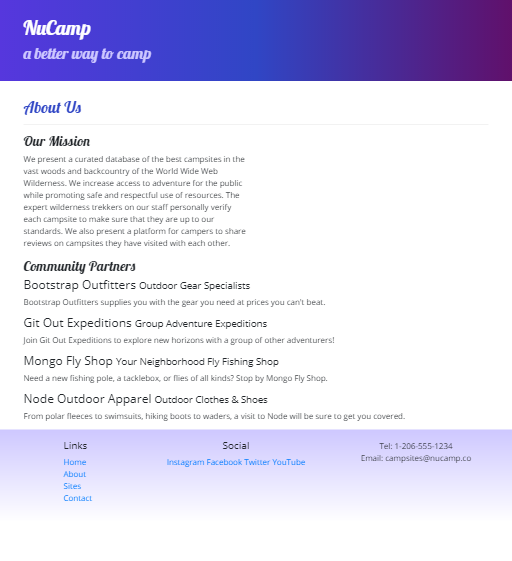 NuCamp
a better way to camp
About Us
Our Mission
We present a curated database of the best campsites in the
vast woods and backcountry of the World Wide Web
Wilderness. We increase access to adventure for the public
while promoting safe and respectful use of resources. The
expert wilderness trekkers on our staff personally verify
each campsite to make sure that they are up to our
standards. We also present a platform for campers to share
reviews on campsites they have visited with each other.
Community Partners
Bootstrap Outfitters Outdoor Gear Specialists
Bootstrap Outfitters supplies you with the gear you need at prices you can't beat.
Git Out Expeditions Group Adventure Expeditions
Join Git Out Expeditions to explore new horizons with a group of other adventurers!
Mongo Fly Shop Your Neighborhood Fly Fishing Shop
Need a new fishing pole, a tacklebox, or flies of all kinds? Stop by Mongo Fly Shop.
Node Outdoor Apparel Outdoor Clothes & Shoes
From polar fleeces to swimsuits, hiking boots to waders, a visit to Node will be sure to get you covered.
Links
Home
About
Sites
Contact
Social
Instagram Facebook Twitter YouTube
Tel: 1-206-555-1234
Email: campsites@nucamp.co